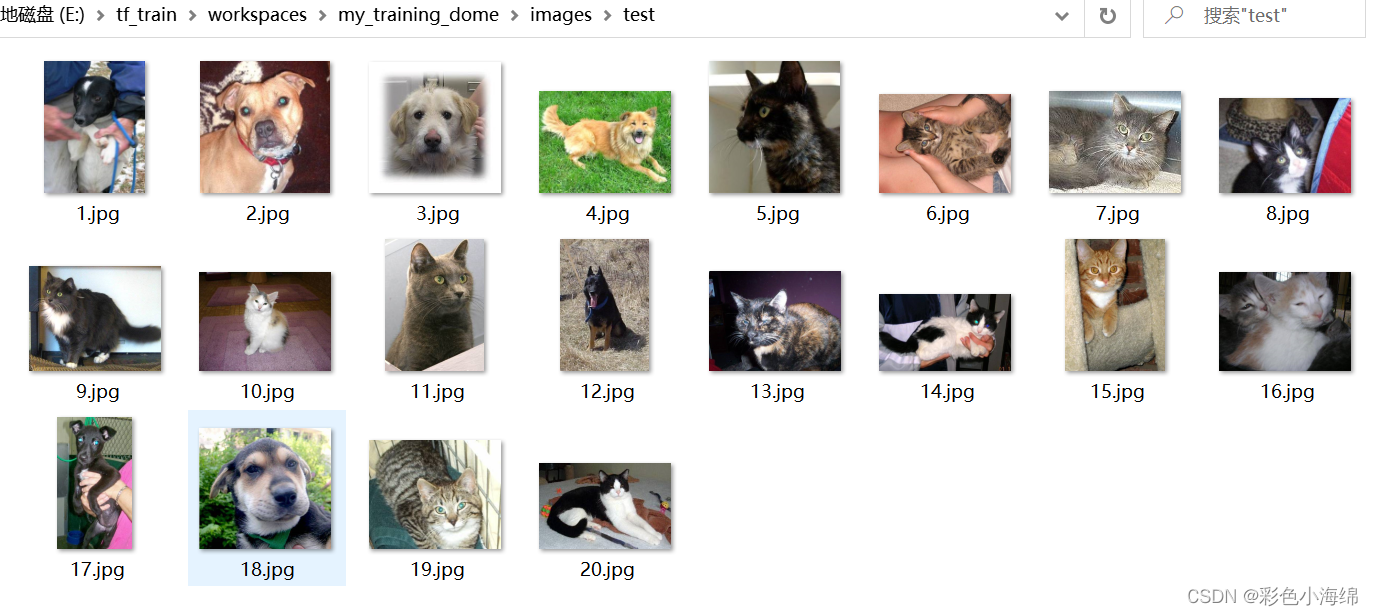 地磁盘 (E:) > tf_train > workspaces > my_training_dome > images > test 搜索"test"
1.jpg 2.jpg 3.jpg 4.jpg 5.jpg 6.jpg 7.jpg 8.jpg
9.jpg 10.jpg 11.jpg 12.jpg 13.jpg 14.jpg 15.jpg 16.jpg
17.jpg 18.jpg 19.jpg 20.jpg
CSDN @彩色小海绵